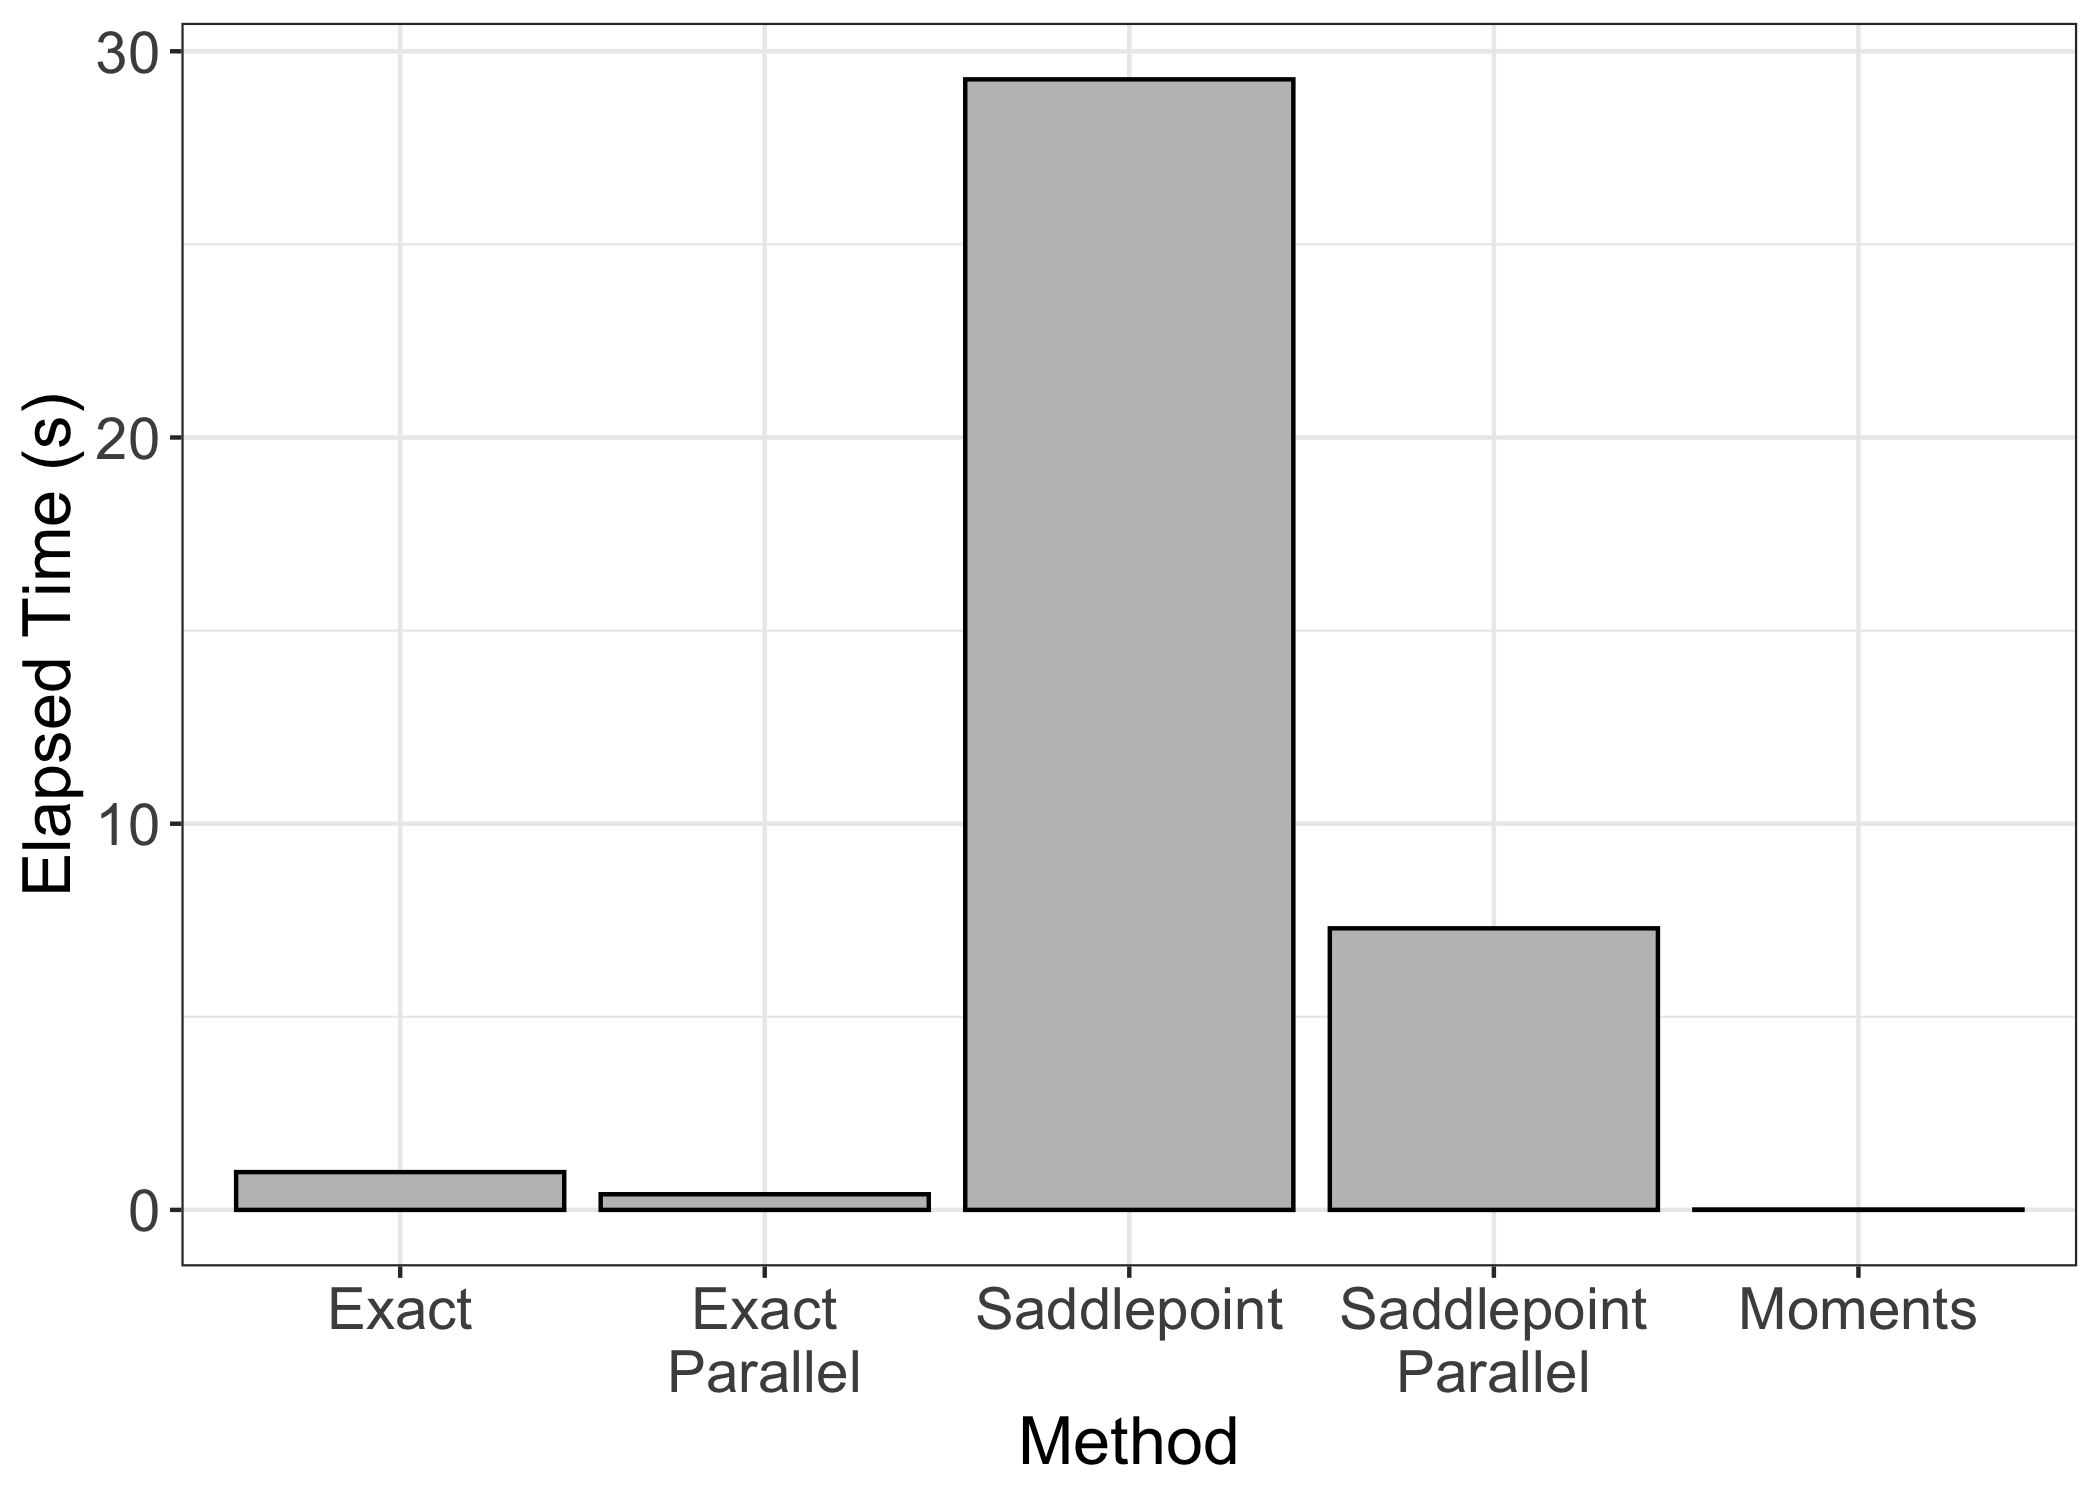 Elapsed Time (s)
30
20
10
0
Exact
Exact
Parallel
Saddlepoint
Saddlepoint
Parallel
Moments
Method